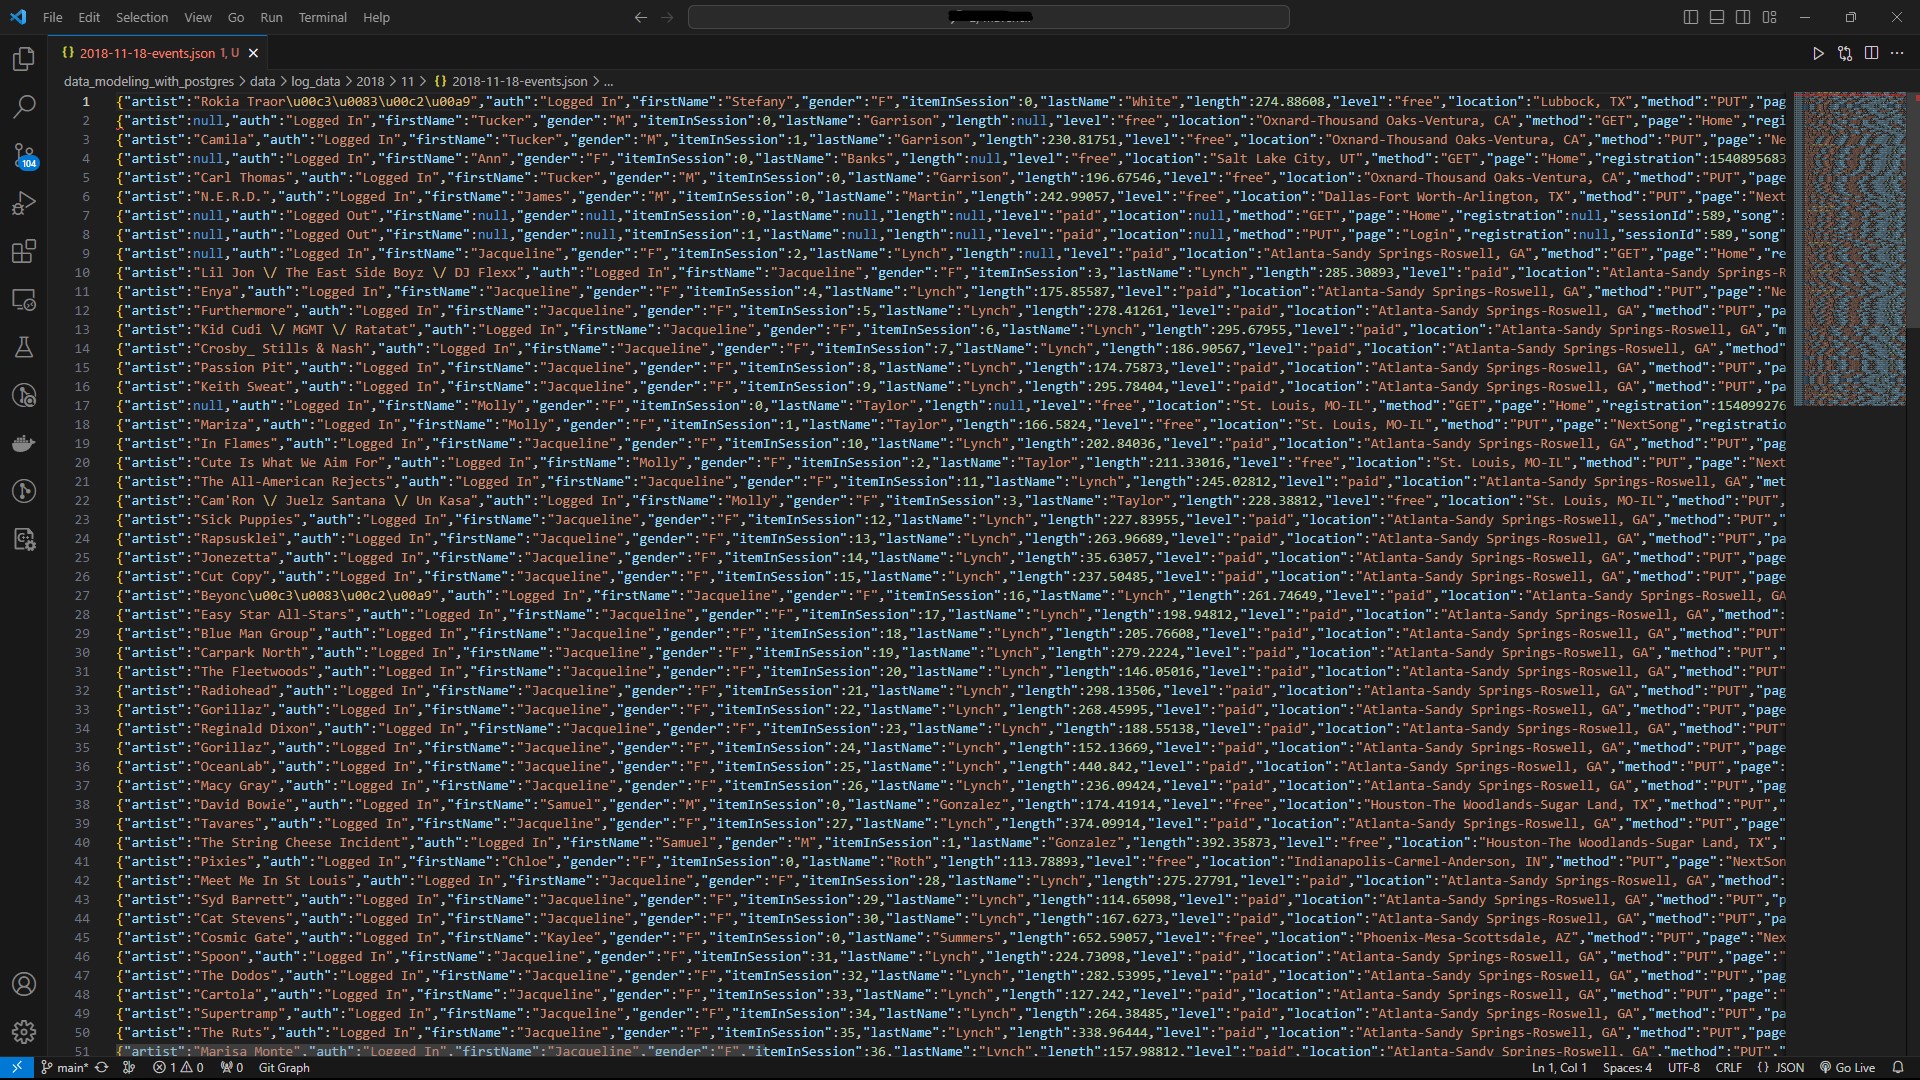 File Edit Selection View Go Run Terminal Help
2018-11-18-events.json 1, U
data_modeling_with_postgres > data > log_data > 2018 > 11 > {} 2018-11-18-events.json > ...
1 {"artist":"Rokia Traor\u00c3\u0083\u00c2\u00a9","auth":"Logged In","firstName":"Stefany","gender":"F","itemInSession":0,"lastName":"White","length":274.88608,"level":"free","location":"Lubbock, TX","method":"PUT","pag
2 {"artist":null,"auth":"Logged In","firstName":"Tucker","gender":"M","itemInSession":0,"lastName":"Garrison","length":null,"level":"free","location":"Oxnard-Thousand Oaks-Ventura, CA","method":"GET","page":"Home","regi
3 {"artist":"Camila","auth":"Logged In","firstName":"Tucker","gender":"M","itemInSession":1,"lastName":"Garrison","length":230.81751,"level":"free","location":"Oxnard-Thousand Oaks-Ventura, CA","method":"PUT","page":"Ne
4 {"artist":null,"auth":"Logged In","firstName":"Ann","gender":"F","itemInSession":0,"lastName":"Banks","length":null,"level":"free","location":"Salt Lake City, UT","method":"GET","page":"Home","registration":1540895683
5 {"artist":"Carl Thomas","auth":"Logged In","firstName":"Tucker","gender":"M","itemInSession":0,"lastName":"Garrison","length":196.67546,"level":"free","location":"Oxnard-Thousand Oaks-Ventura, CA","method":"PUT","page
6 {"artist":"N.E.R.D.","auth":"Logged In","firstName":"James","gender":"M","itemInSession":0,"lastName":"Martin","length":242.99057,"level":"free","location":"Dallas-Fort Worth-Arlington, TX","method":"PUT","page":"Next
7 {"artist":null,"auth":"Logged Out","firstName":null,"gender":null,"itemInSession":0,"lastName":null,"length":null,"level":"paid","location":null,"method":"GET","page":"Home","registration":null,"sessionId":589,"song":
8 {"artist":null,"auth":"Logged Out","firstName":null,"gender":null,"itemInSession":1,"lastName":null,"length":null,"level":"paid","location":null,"method":"PUT","page":"Login","registration":null,"sessionId":589,"song"
9 {"artist":null,"auth":"Logged In","firstName":"Jacqueline","gender":"F","itemInSession":2,"lastName":"Lynch","length":null,"level":"paid","location":"Atlanta-Sandy Springs-Roswell, GA","method":"GET","page":"Home","re
10 {"artist":"Lil Jon \/ The East Side Boyz \/ DJ Flexx","auth":"Logged In","firstName":"Jacqueline","gender":"F","itemInSession":3,"lastName":"Lynch","length":285.30893,"level":"paid","location":"Atlanta-Sandy Springs-R
11 {"artist":"Enya","auth":"Logged In","firstName":"Jacqueline","gender":"F","itemInSession":4,"lastName":"Lynch","length":175.85587,"level":"paid","location":"Atlanta-Sandy Springs-Roswell, GA","method":"PUT","page":"Ne
12 {"artist":"Furthermore","auth":"Logged In","firstName":"Jacqueline","gender":"F","itemInSession":5,"lastName":"Lynch","length":278.41261,"level":"paid","location":"Atlanta-Sandy Springs-Roswell, GA","method":"PUT","pa
13 {"artist":"Kid Cudi \/ MGMT \/ Ratatat","auth":"Logged In","firstName":"Jacqueline","gender":"F","itemInSession":6,"lastName":"Lynch","length":295.67955,"level":"paid","location":"Atlanta-Sandy Springs-Roswell, GA","m
14 {"artist":"Crosby_ Stills & Nash","auth":"Logged In","firstName":"Jacqueline","gender":"F","itemInSession":7,"lastName":"Lynch","length":186.90567,"level":"paid","location":"Atlanta-Sandy Springs-Roswell, GA","method"
15 {"artist":"Passion Pit","auth":"Logged In","firstName":"Jacqueline","gender":"F","itemInSession":8,"lastName":"Lynch","length":174.75873,"level":"paid","location":"Atlanta-Sandy Springs-Roswell, GA","method":"PUT","pa
16 {"artist":"Keith Sweat","auth":"Logged In","firstName":"Jacqueline","gender":"F","itemInSession":9,"lastName":"Lynch","length":295.78404,"level":"paid","location":"Atlanta-Sandy Springs-Roswell, GA","method":"PUT","pa
17 {"artist":null,"auth":"Logged In","firstName":"Molly","gender":"F","itemInSession":0,"lastName":"Taylor","length":null,"level":"free","location":"St. Louis, MO-IL","method":"GET","page":"Home","registration":154099276
18 {"artist":"Mariza","auth":"Logged In","firstName":"Molly","gender":"F","itemInSession":1,"lastName":"Taylor","length":166.5824,"level":"free","location":"St. Louis, MO-IL","method":"PUT","page":"NextSong","registratio
19 {"artist":"In Flames","auth":"Logged In","firstName":"Jacqueline","gender":"F","itemInSession":10,"lastName":"Lynch","length":202.84036,"level":"paid","location":"Atlanta-Sandy Springs-Roswell, GA","method":"PUT","pag
20 {"artist":"Cute Is What We Aim For","auth":"Logged In","firstName":"Molly","gender":"F","itemInSession":2,"lastName":"Taylor","length":211.33016,"level":"free","location":"St. Louis, MO-IL","method":"PUT","page":"Next
21 {"artist":"The All-American Rejects","auth":"Logged In","firstName":"Jacqueline","gender":"F","itemInSession":11,"lastName":"Lynch","length":245.02812,"level":"paid","location":"Atlanta-Sandy Springs-Roswell, GA","met
22 {"artist":"Cam'Ron \/ Juelz Santana \/ Un Kasa","auth":"Logged In","firstName":"Molly","gender":"F","itemInSession":3,"lastName":"Taylor","length":228.38812,"level":"free","location":"St. Louis, MO-IL","method":"PUT",
23 {"artist":"Sick Puppies","auth":"Logged In","firstName":"Jacqueline","gender":"F","itemInSession":12,"lastName":"Lynch","length":227.83955,"level":"paid","location":"Atlanta-Sandy Springs-Roswell, GA","method":"PUT","
24 {"artist":"Rapsusklei","auth":"Logged In","firstName":"Jacqueline","gender":"F","itemInSession":13,"lastName":"Lynch","length":263.96689,"level":"paid","location":"Atlanta-Sandy Springs-Roswell, GA","method":"PUT","pa
25 {"artist":"Jonezetta","auth":"Logged In","firstName":"Jacqueline","gender":"F","itemInSession":14,"lastName":"Lynch","length":35.63057,"level":"paid","location":"Atlanta-Sandy Springs-Roswell, GA","method":"PUT","page
26 {"artist":"Cut Copy","auth":"Logged In","firstName":"Jacqueline","gender":"F","itemInSession":15,"lastName":"Lynch","length":237.50485,"level":"paid","location":"Atlanta-Sandy Springs-Roswell, GA","method":"PUT","page
27 {"artist":"Beyonc\u00c3\u0083\u00c2\u00a9","auth":"Logged In","firstName":"Jacqueline","gender":"F","itemInSession":16,"lastName":"Lynch","length":261.74649,"level":"paid","location":"Atlanta-Sandy Springs-Roswell, GA
28 {"artist":"Easy Star All-Stars","auth":"Logged In","firstName":"Jacqueline","gender":"F","itemInSession":17,"lastName":"Lynch","length":198.94812,"level":"paid","location":"Atlanta-Sandy Springs-Roswell, GA","method":
29 {"artist":"Blue Man Group","auth":"Logged In","firstName":"Jacqueline","gender":"F","itemInSession":18,"lastName":"Lynch","length":205.76608,"level":"paid","location":"Atlanta-Sandy Springs-Roswell, GA","method":"PUT"
30 {"artist":"Carpark North","auth":"Logged In","firstName":"Jacqueline","gender":"F","itemInSession":19,"lastName":"Lynch","length":279.2224,"level":"paid","location":"Atlanta-Sandy Springs-Roswell, GA","method":"PUT","
31 {"artist":"The Fleetwoods","auth":"Logged In","firstName":"Jacqueline","gender":"F","itemInSession":20,"lastName":"Lynch","length":146.05016,"level":"paid","location":"Atlanta-Sandy Springs-Roswell, GA","method":"PUT"
32 {"artist":"Radiohead","auth":"Logged In","firstName":"Jacqueline","gender":"F","itemInSession":21,"lastName":"Lynch","length":298.13506,"level":"paid","location":"Atlanta-Sandy Springs-Roswell, GA","method":"PUT","pag
33 {"artist":"Gorillaz","auth":"Logged In","firstName":"Jacqueline","gender":"F","itemInSession":22,"lastName":"Lynch","length":268.45995,"level":"paid","location":"Atlanta-Sandy Springs-Roswell, GA","method":"PUT","page
34 {"artist":"Reginald Dixon","auth":"Logged In","firstName":"Jacqueline","gender":"F","itemInSession":23,"lastName":"Lynch","length":188.55138,"level":"paid","location":"Atlanta-Sandy Springs-Roswell, GA","method":"PUT"
35 {"artist":"Gorillaz","auth":"Logged In","firstName":"Jacqueline","gender":"F","itemInSession":24,"lastName":"Lynch","length":152.13669,"level":"paid","location":"Atlanta-Sandy Springs-Roswell, GA","method":"PUT","page
36 {"artist":"OceanLab","auth":"Logged In","firstName":"Jacqueline","gender":"F","itemInSession":25,"lastName":"Lynch","length":440.842,"level":"paid","location":"Atlanta-Sandy Springs-Roswell, GA","method":"PUT","page":
37 {"artist":"Macy Gray","auth":"Logged In","firstName":"Jacqueline","gender":"F","itemInSession":26,"lastName":"Lynch","length":236.09424,"level":"paid","location":"Atlanta-Sandy Springs-Roswell, GA","method":"PUT","pag
38 {"artist":"David Bowie","auth":"Logged In","firstName":"Samuel","gender":"M","itemInSession":0,"lastName":"Gonzalez","length":174.41914,"level":"free","location":"Houston-The Woodlands-Sugar Land, TX","method":"PUT","
39 {"artist":"Tavares","auth":"Logged In","firstName":"Jacqueline","gender":"F","itemInSession":27,"lastName":"Lynch","length":374.09914,"level":"paid","location":"Atlanta-Sandy Springs-Roswell, GA","method":"PUT","page"
40 {"artist":"The String Cheese Incident","auth":"Logged In","firstName":"Samuel","gender":"M","itemInSession":1,"lastName":"Gonzalez","length":392.35873,"level":"free","location":"Houston-The Woodlands-Sugar Land, TX","
41 {"artist":"Pixies","auth":"Logged In","firstName":"Chloe","gender":"F","itemInSession":0,"lastName":"Roth","length":113.78893,"level":"free","location":"Indianapolis-Carmel-Anderson, IN","method":"PUT","page":"NextSon
42 {"artist":"Meet Me In St Louis","auth":"Logged In","firstName":"Jacqueline","gender":"F","itemInSession":28,"lastName":"Lynch","length":275.27791,"level":"paid","location":"Atlanta-Sandy Springs-Roswell, GA","method":
43 {"artist":"Syd Barrett","auth":"Logged In","firstName":"Jacqueline","gender":"F","itemInSession":29,"lastName":"Lynch","length":114.65098,"level":"paid","location":"Atlanta-Sandy Springs-Roswell, GA","method":"PUT","p
44 {"artist":"Cat Stevens","auth":"Logged In","firstName":"Jacqueline","gender":"F","itemInSession":30,"lastName":"Lynch","length":167.6273,"level":"paid","location":"Atlanta-Sandy Springs-Roswell, GA","method":"PUT","pa
45 {"artist":"Cosmic Gate","auth":"Logged In","firstName":"Kaylee","gender":"F","itemInSession":0,"lastName":"Summers","length":652.59057,"level":"free","location":"Phoenix-Mesa-Scottsdale, AZ","method":"PUT","page":"Nex
46 {"artist":"Spoon","auth":"Logged In","firstName":"Jacqueline","gender":"F","itemInSession":31,"lastName":"Lynch","length":224.73098,"level":"paid","location":"Atlanta-Sandy Springs-Roswell, GA","method":"PUT","page":"
47 {"artist":"The Dodos","auth":"Logged In","firstName":"Jacqueline","gender":"F","itemInSession":32,"lastName":"Lynch","length":282.53995,"level":"paid","location":"Atlanta-Sandy Springs-Roswell, GA","method":"PUT","pag
48 {"artist":"Cartola","auth":"Logged In","firstName":"Jacqueline","gender":"F","itemInSession":33,"lastName":"Lynch","length":127.242,"level":"paid","location":"Atlanta-Sandy Springs-Roswell, GA","method":"PUT","page":"
49 {"artist":"Supertramp","auth":"Logged In","firstName":"Jacqueline","gender":"F","itemInSession":34,"lastName":"Lynch","length":264.38485,"level":"paid","location":"Atlanta-Sandy Springs-Roswell, GA","method":"PUT","pa
50 {"artist":"The Ruts","auth":"Logged In","firstName":"Jacqueline","gender":"F","itemInSession":35,"lastName":"Lynch","length":338.96444,"level":"paid","location":"Atlanta-Sandy Springs-Roswell, GA","method":"PUT","page
51 {"artist":"Marisa Monte","auth":"Logged In","firstName":"Jacqueline","gender":"F","itemInSession":36,"lastName":"Lynch","length":157.98812,"level":"paid","location":"Atlanta-Sandy Springs-Roswell, GA","method":"PUT","
104
main* 1 0 0 Git Graph Ln 1, Col 1 Spaces: 4 UTF-8 CRLF {} JSON Go Live